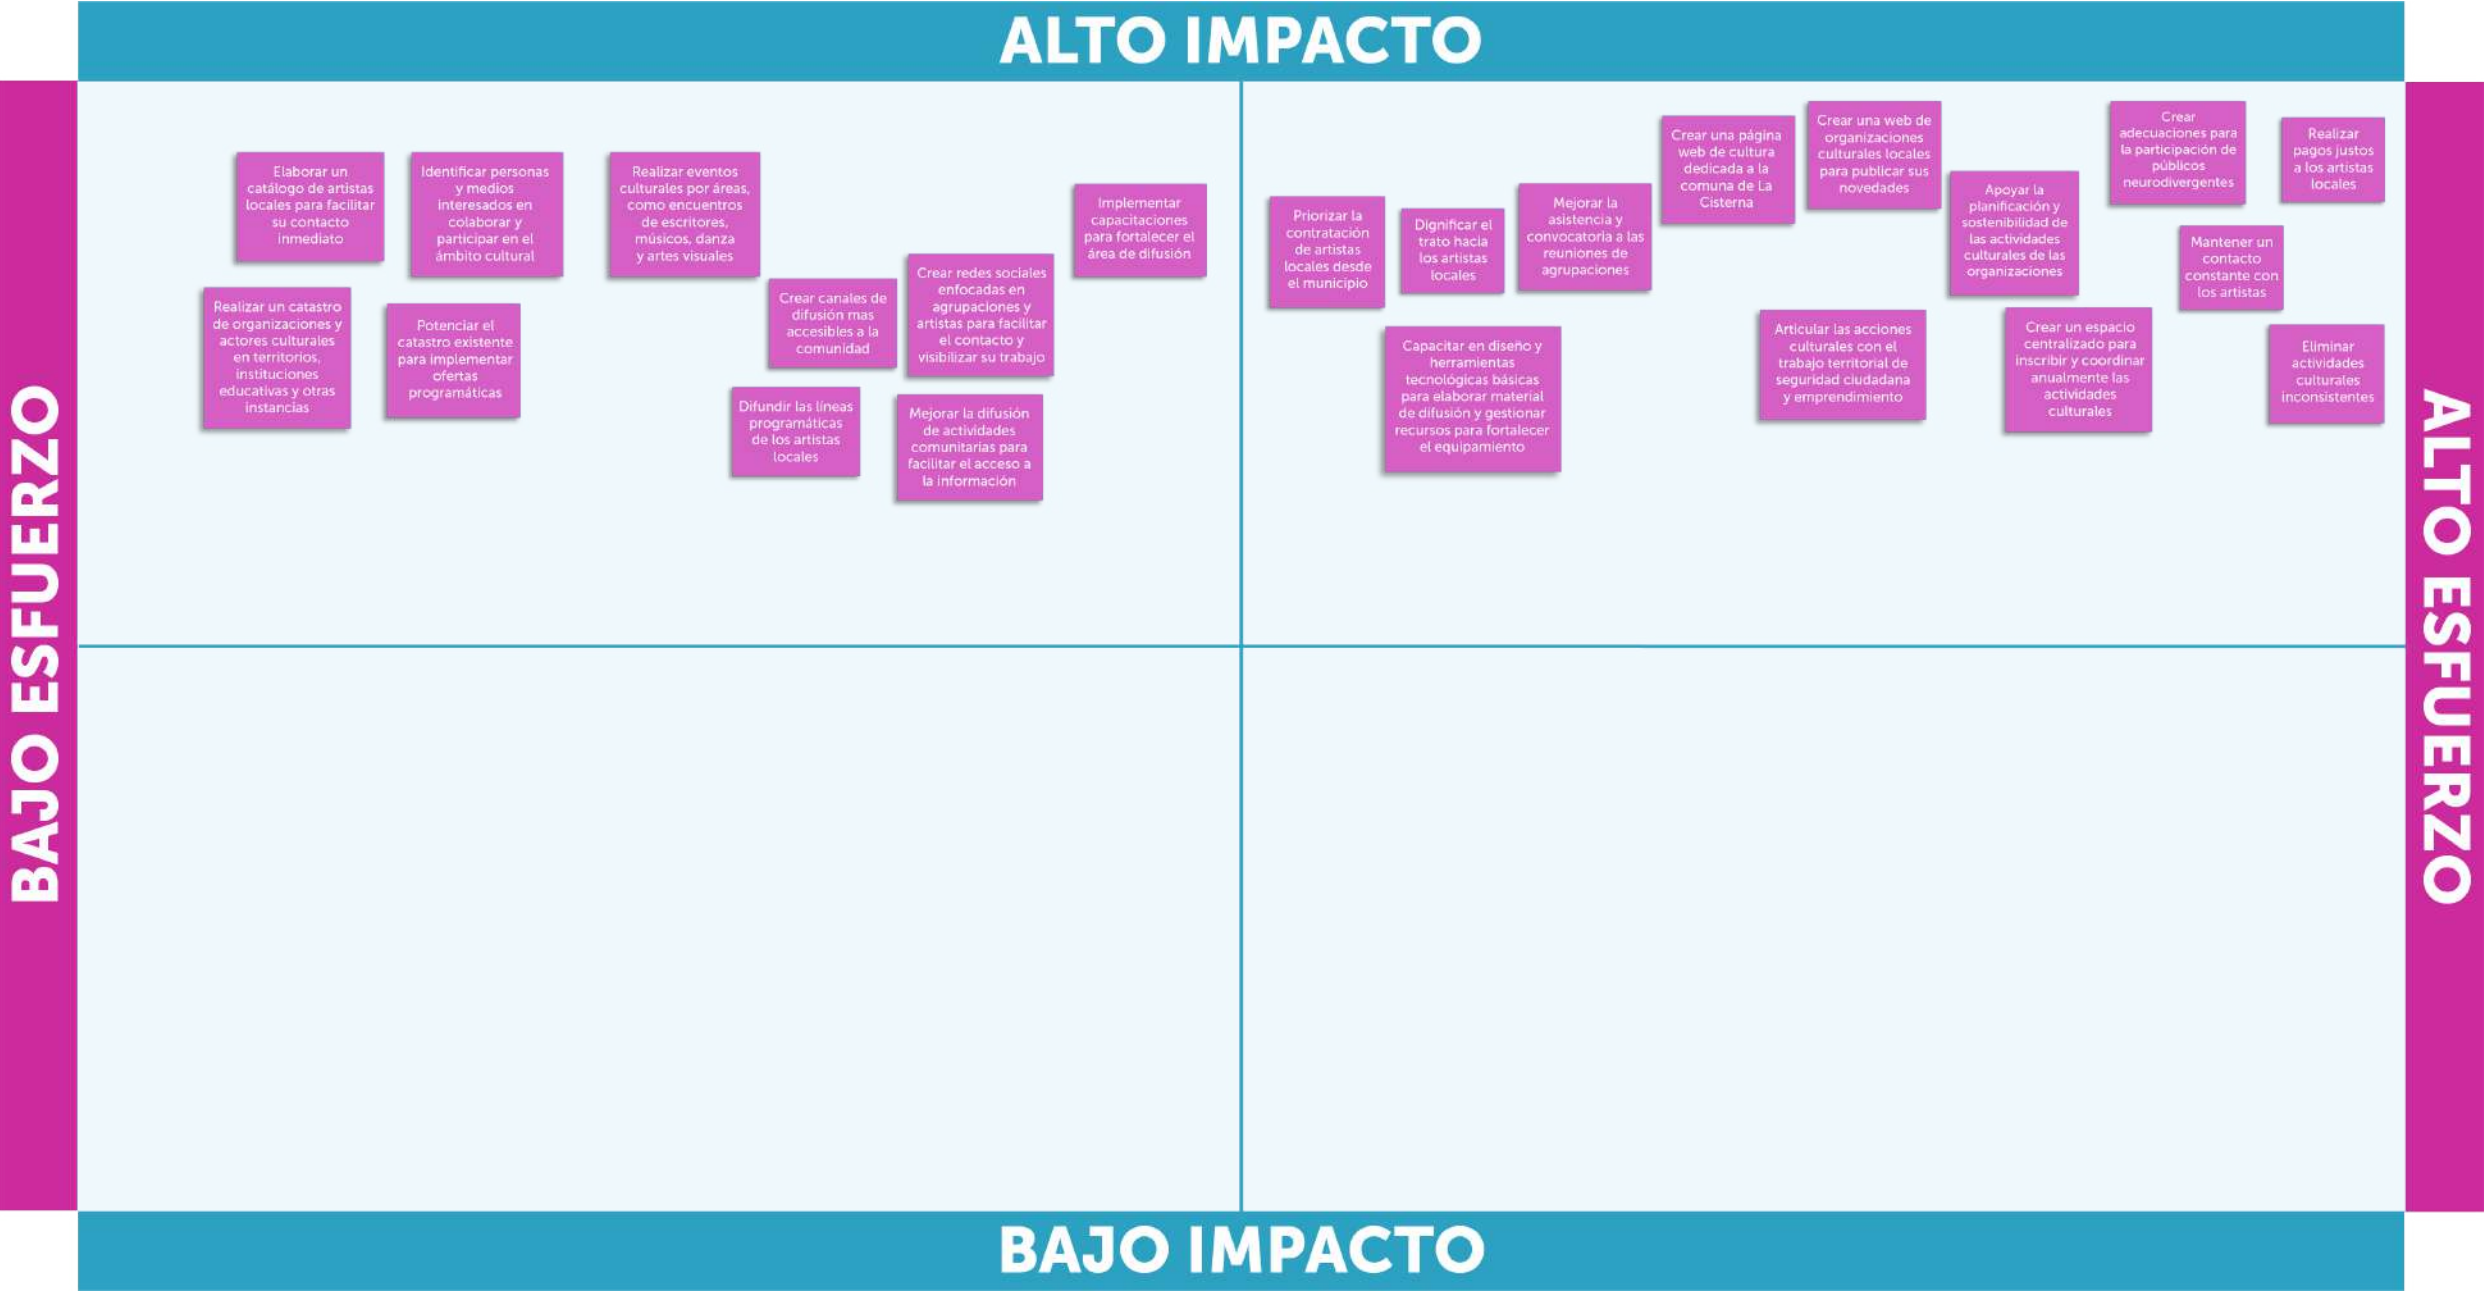 ALTO IMPACTO
BAJO ESFUERZO
Elaborar un
catálogo de artistas
locales para facilitar
su contacto
inmediato
Identificar personas
y medios
interesados en
colaborar y
participar en el
ámbito cultural
Realizar eventos
culturales por áreas,
como encuentros
de escritores,
músicos, danza
y artes visuales
Implementar
capacitaciones
para fortalecer el
área de difusión
Crear redes sociales
enfocadas en
agrupaciones y
artistas para facilitar
el contacto y
visibilizar su trabajo
Crear canales de
difusión mas
accesibles a la
comunidad
Realizar un catastro
de organizaciones y
actores culturales
en territorios,
instituciones
educativas y otras
instancias
Potenciar el
catastro existente
para implementar
ofertas
programáticas
Difundir las líneas
programáticas
de los artistas
locales
Mejorar la difusión
de actividades
comunitarias para
facilitar el acceso a
la información
Priorizar la
contratación
de artistas
locales desde
el municipio
Dignificar el
trato hacia
los artistas
locales
Mejorar la
asistencia y
convocatoria a las
reuniones de
agrupaciones
Crear una página
web de cultura
dedicada a la
comuna de La
Cisterna
Crear una web de
organizaciones
culturales locales
para publicar sus
novedades
Apoyar la
planificación y
sostenibilidad de
las actividades
culturales de las
organizaciones
Crear
adecuaciones para
la participación de
públicos
neurodivergentes
Realizar
pagos justos
a los artistas
locales
Mantener un
contacto
constante con
los artistas
Capacitar en diseño y
herramientas
tecnológicas básicas
para elaborar material
de difusión y gestionar
recursos para fortalecer
el equipamiento
Articular las acciones
culturales con el
trabajo territorial de
seguridad ciudadana
y emprendimiento
Crear un espacio
centralizado para
inscribir y coordinar
anualmente las
actividades
culturales
Eliminar
actividades
culturales
inconsistentes
ALTO ESFUERZO
BAJO IMPACTO